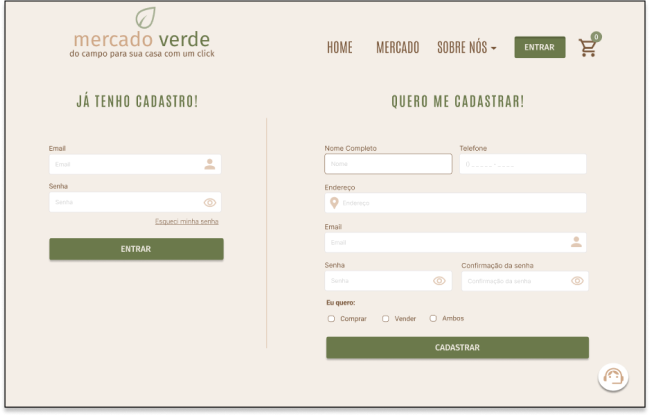 mercado verde
do campo para sua casa com um click
HOME MERCADO SOBRE NÓS ENTRAR 0
JÁ TENHO CADASTRO!
Email
Email
Senha
Senha
Esqueci minha senha
ENTRAR
QUERO ME CADASTRAR!
Nome Completo Telefone
Nome
Endereço
Endereço
Email
Email
Senha Confirmação da senha
Senha Confirmação da senha
Eu quero:
Comprar Vender Ambos
CADASTRAR